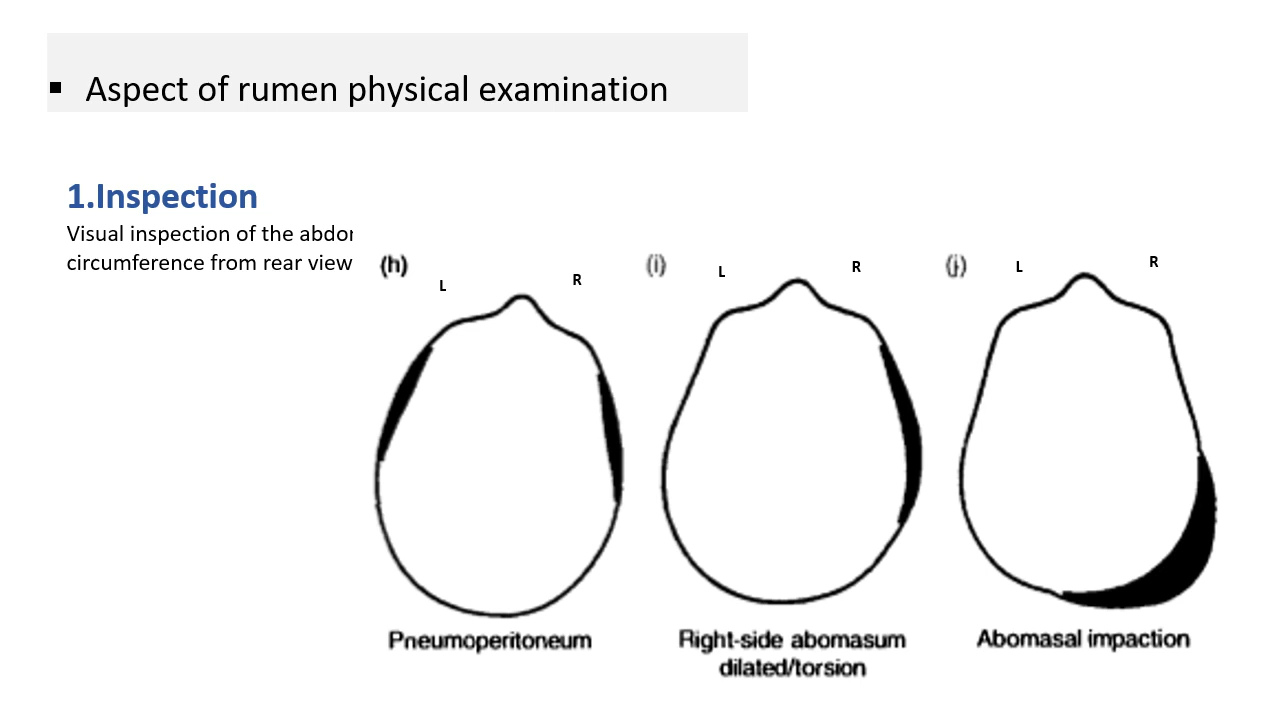 ▪ Aspect of rumen physical examination
1.Inspection
Visual inspection of the
circumference from rear view
(h) L R
(i) L R
(j) L R
Pneumoperitoneum
Right-side abomasum
dilated/torsion
Abomasal impaction